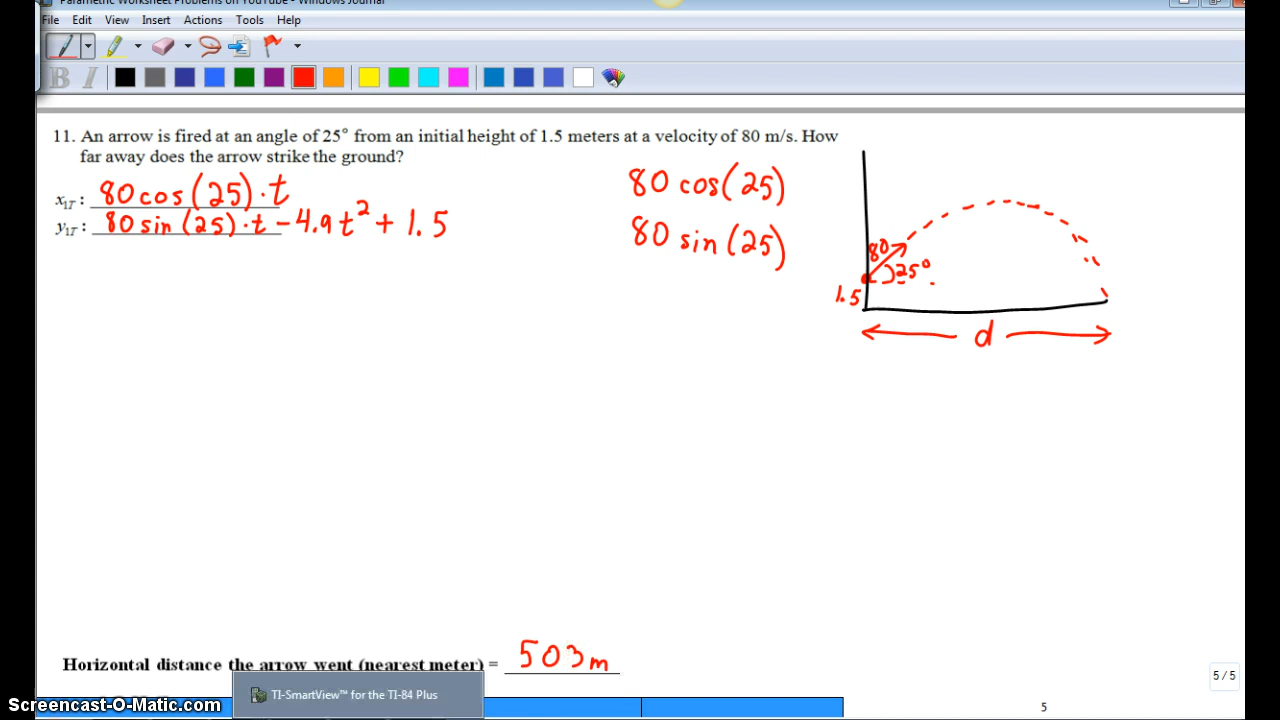 Parametric Worksheet Problems on YouTube - Windows Journal
File Edit View Insert Actions Tools Help
B I
11. An arrow is fired at an angle of 25° from an initial height of 1.5 meters at a velocity of 80 m/s. How
far away does the arrow strike the ground?
x1T : 80 cos (25) · t
y1T : 80 sin (25) · t - 4.9 t² + 1.5
80 cos(25)
80 sin (25)
80
25°
1.5
d
Horizontal distance the arrow went (nearest meter) = 503 m
5 / 5
TI-SmartView™ for the TI-84 Plus
Screencast-O-Matic.com
5